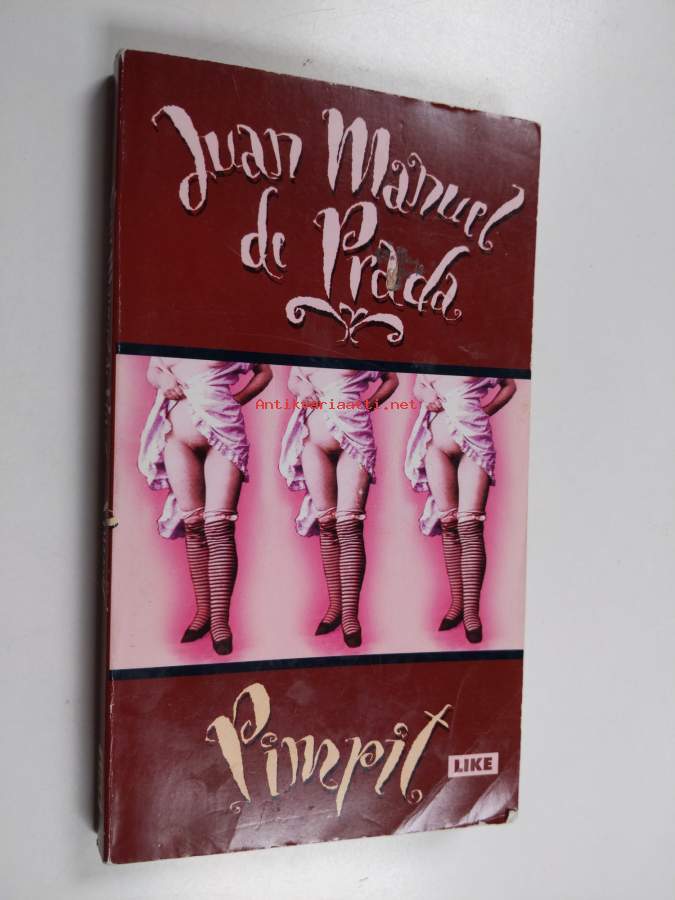 Juan Manuel
de Prada
Antikvariaatti.net
Pimpit
LIKE